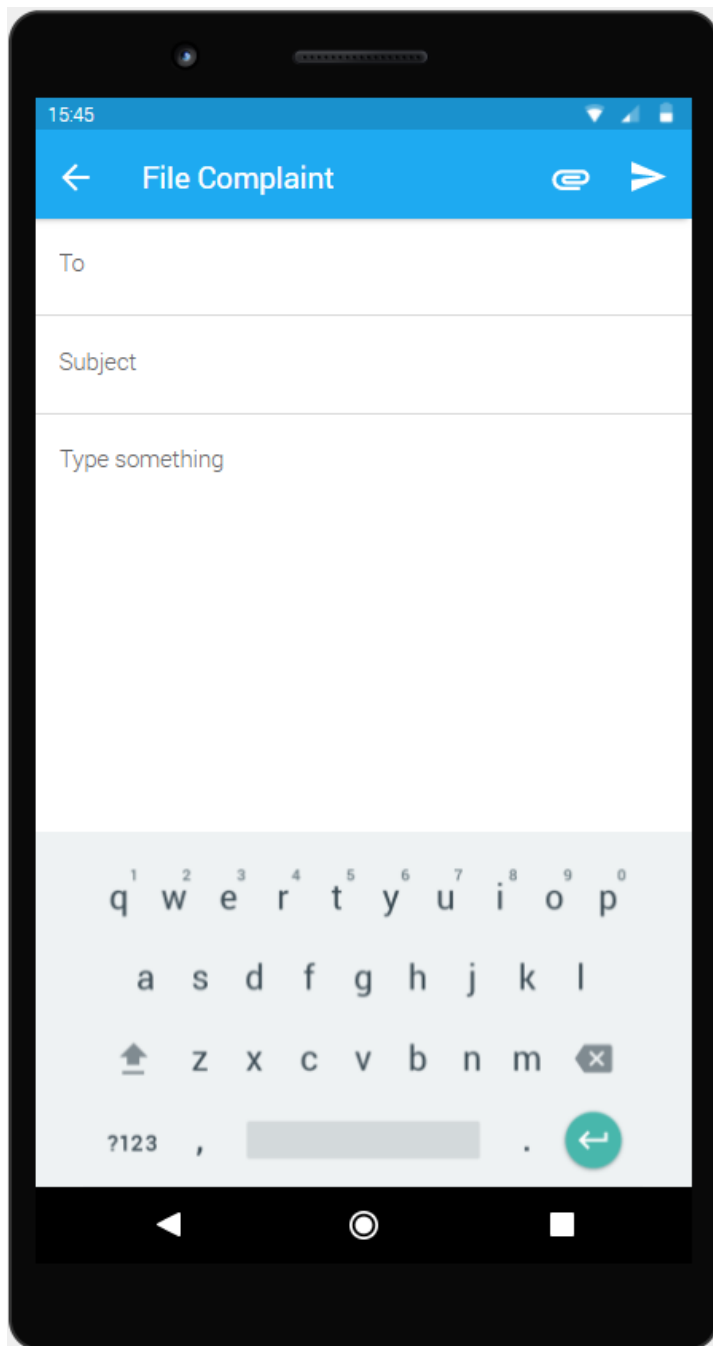 15:45
File Complaint
To
Subject
Type something
1 2 3 4 5 6 7 8 9 0
q w e r t y u i o p
a s d f g h j k l
z x c v b n m
?123 , .